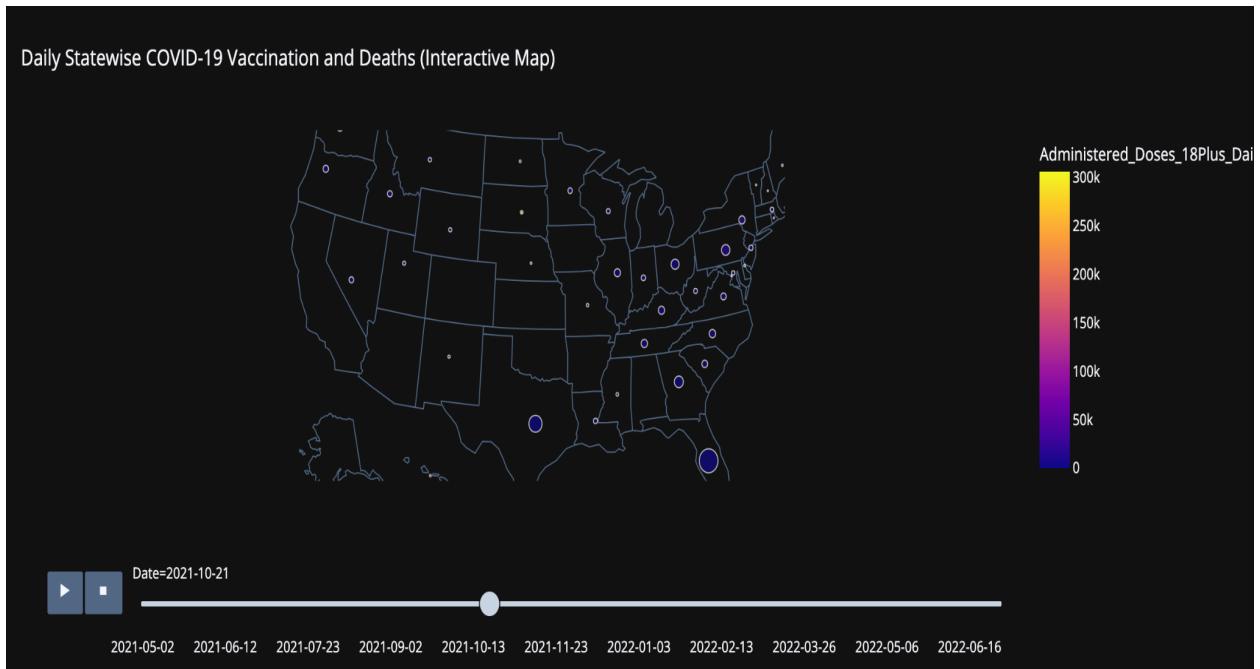 Daily Statewise COVID-19 Vaccination and Deaths (Interactive Map)
Administered_Doses_18Plus_Dai
300k
250k
200k
150k
100k
50k
0
Date=2021-10-21
2021-05-02 2021-06-12 2021-07-23 2021-09-02 2021-10-13 2021-11-23 2022-01-03 2022-02-13 2022-03-26 2022-05-06 2022-06-16